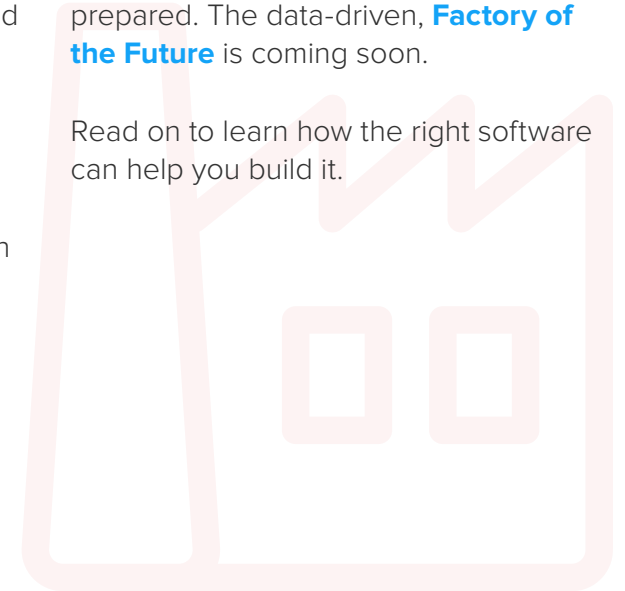 prepared. The data-driven, Factory of
the Future is coming soon.
Read on to learn how the right software
can help you build it.